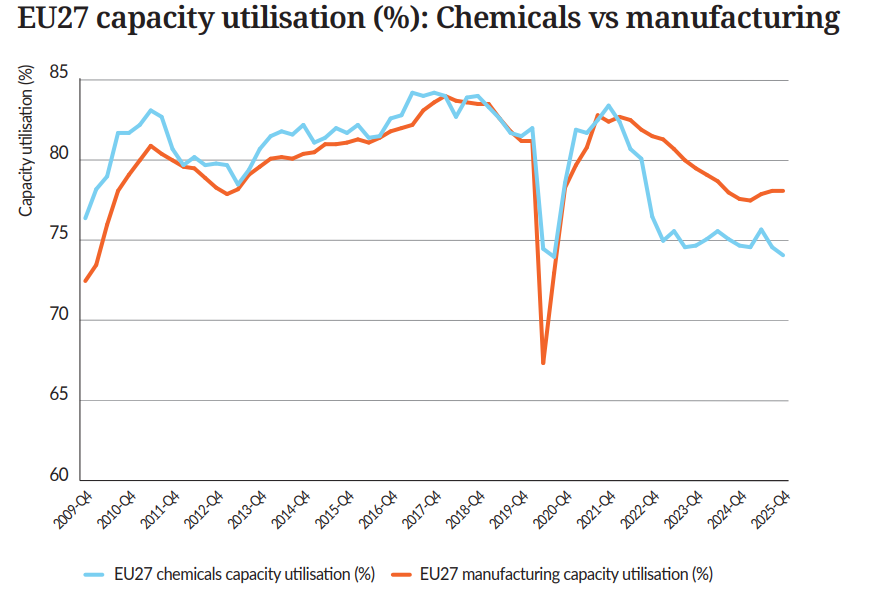 EU27 capacity utilisation (%): Chemicals vs manufacturing
Capacity utilisation (%)
85
80
75
70
65
60
2009-Q4
2010-Q4
2011-Q4
2012-Q4
2013-Q4
2014-Q4
2015-Q4
2016-Q4
2017-Q4
2018-Q4
2019-Q4
2020-Q4
2021-Q4
2022-Q4
2023-Q4
2024-Q4
2025-Q4
EU27 chemicals capacity utilisation (%)
EU27 manufacturing capacity utilisation (%)